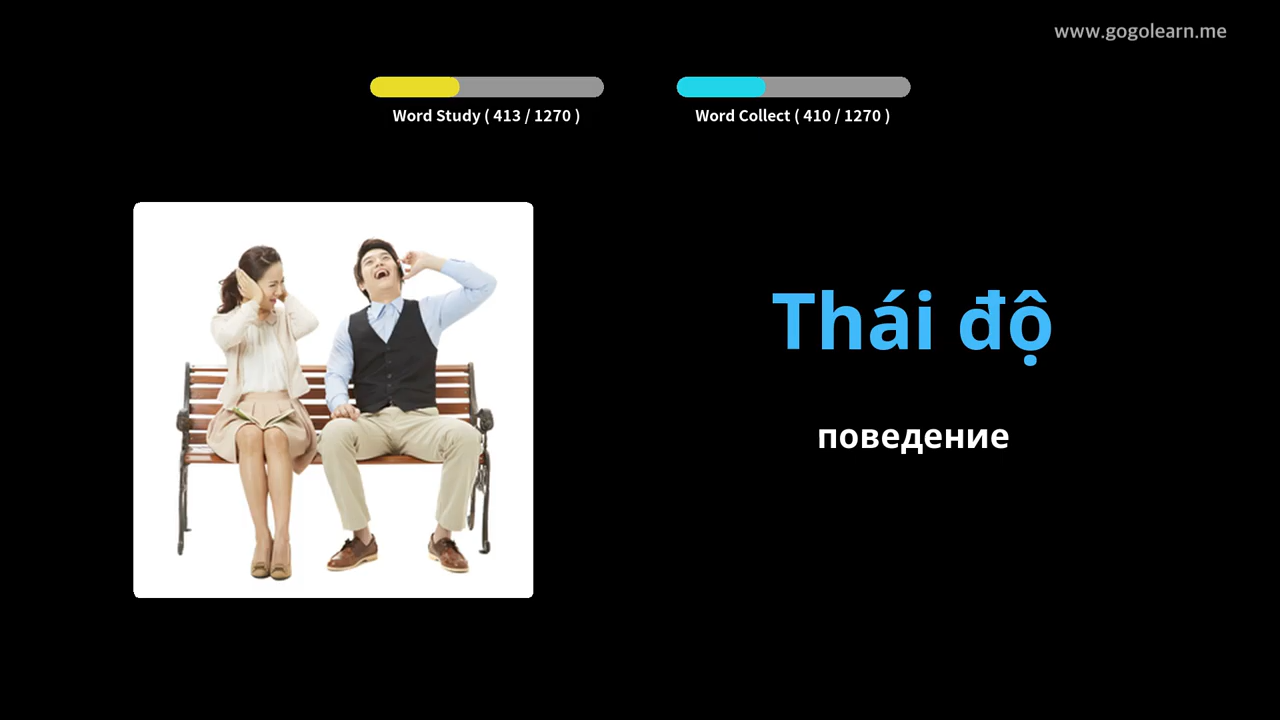 www.gogolearn.me
Word Study ( 413 / 1270 )
Word Collect ( 410 / 1270 )
Thái độ
поведение